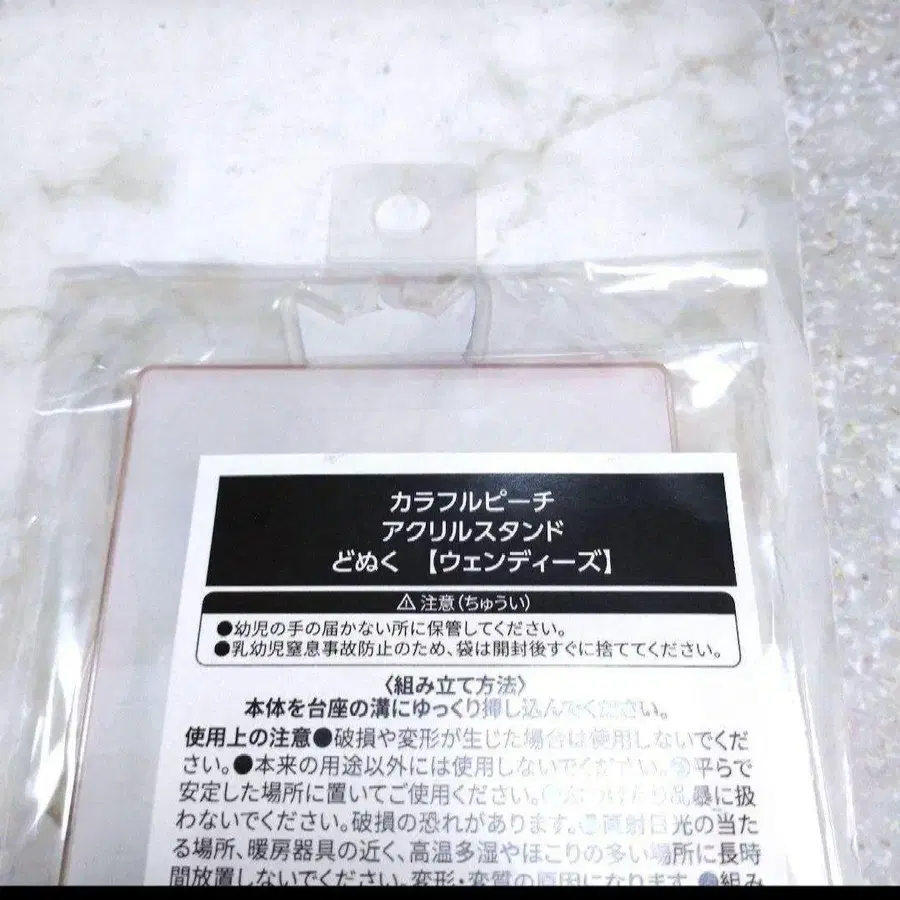 カラフルピーチ
アクリルスタンド
どぬく 【ウェンディーズ】
⚠注意(ちゅうい)
●幼児の手の届かない所に保管してください。
●乳幼児窒息事故防止のため、袋は開封後すぐに捨ててください。
〈組み立て方法〉
本体を台座の溝にゆっくり挿し込んでください。
使用上の注意●破損や変形が生じた場合は使用しないでくだ
さい。●本来の用途以外には使用しないでください。●平らで
安定した場所に置いてご使用ください。乱暴に扱
わないでください。破損の恐れがあります。●直射日光の当た
る場所、暖房器具の近く、高温多湿やほこりの多い場所に長時
間放置しないでください。変形・変質の原因になります。●組み